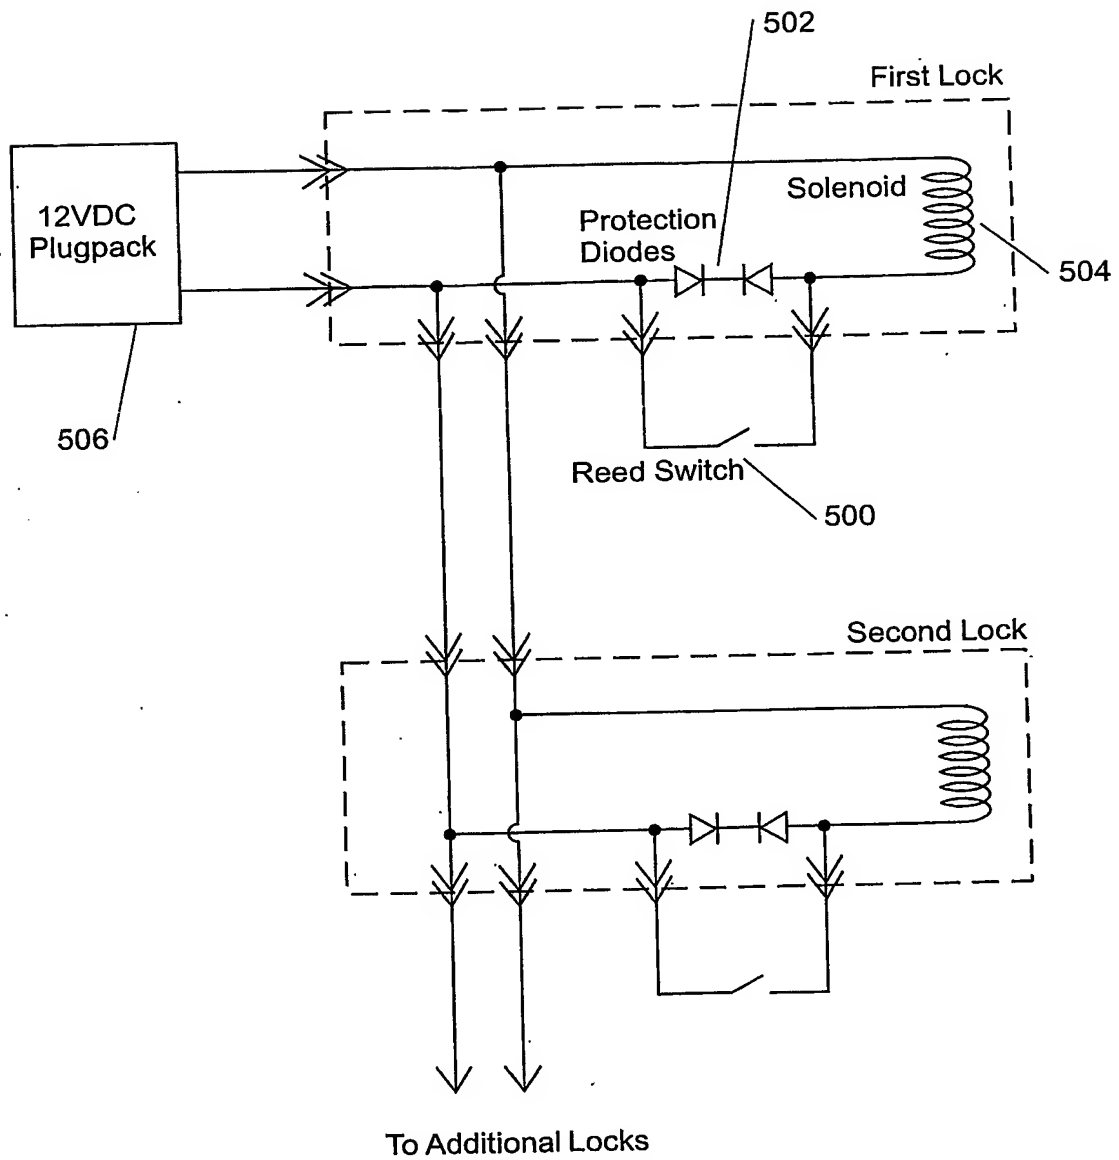 502
First Lock
12VDC
Plugpack
Solenoid
Protection
Diodes
504
506
Reed Switch
500
Second Lock
To Additional Locks